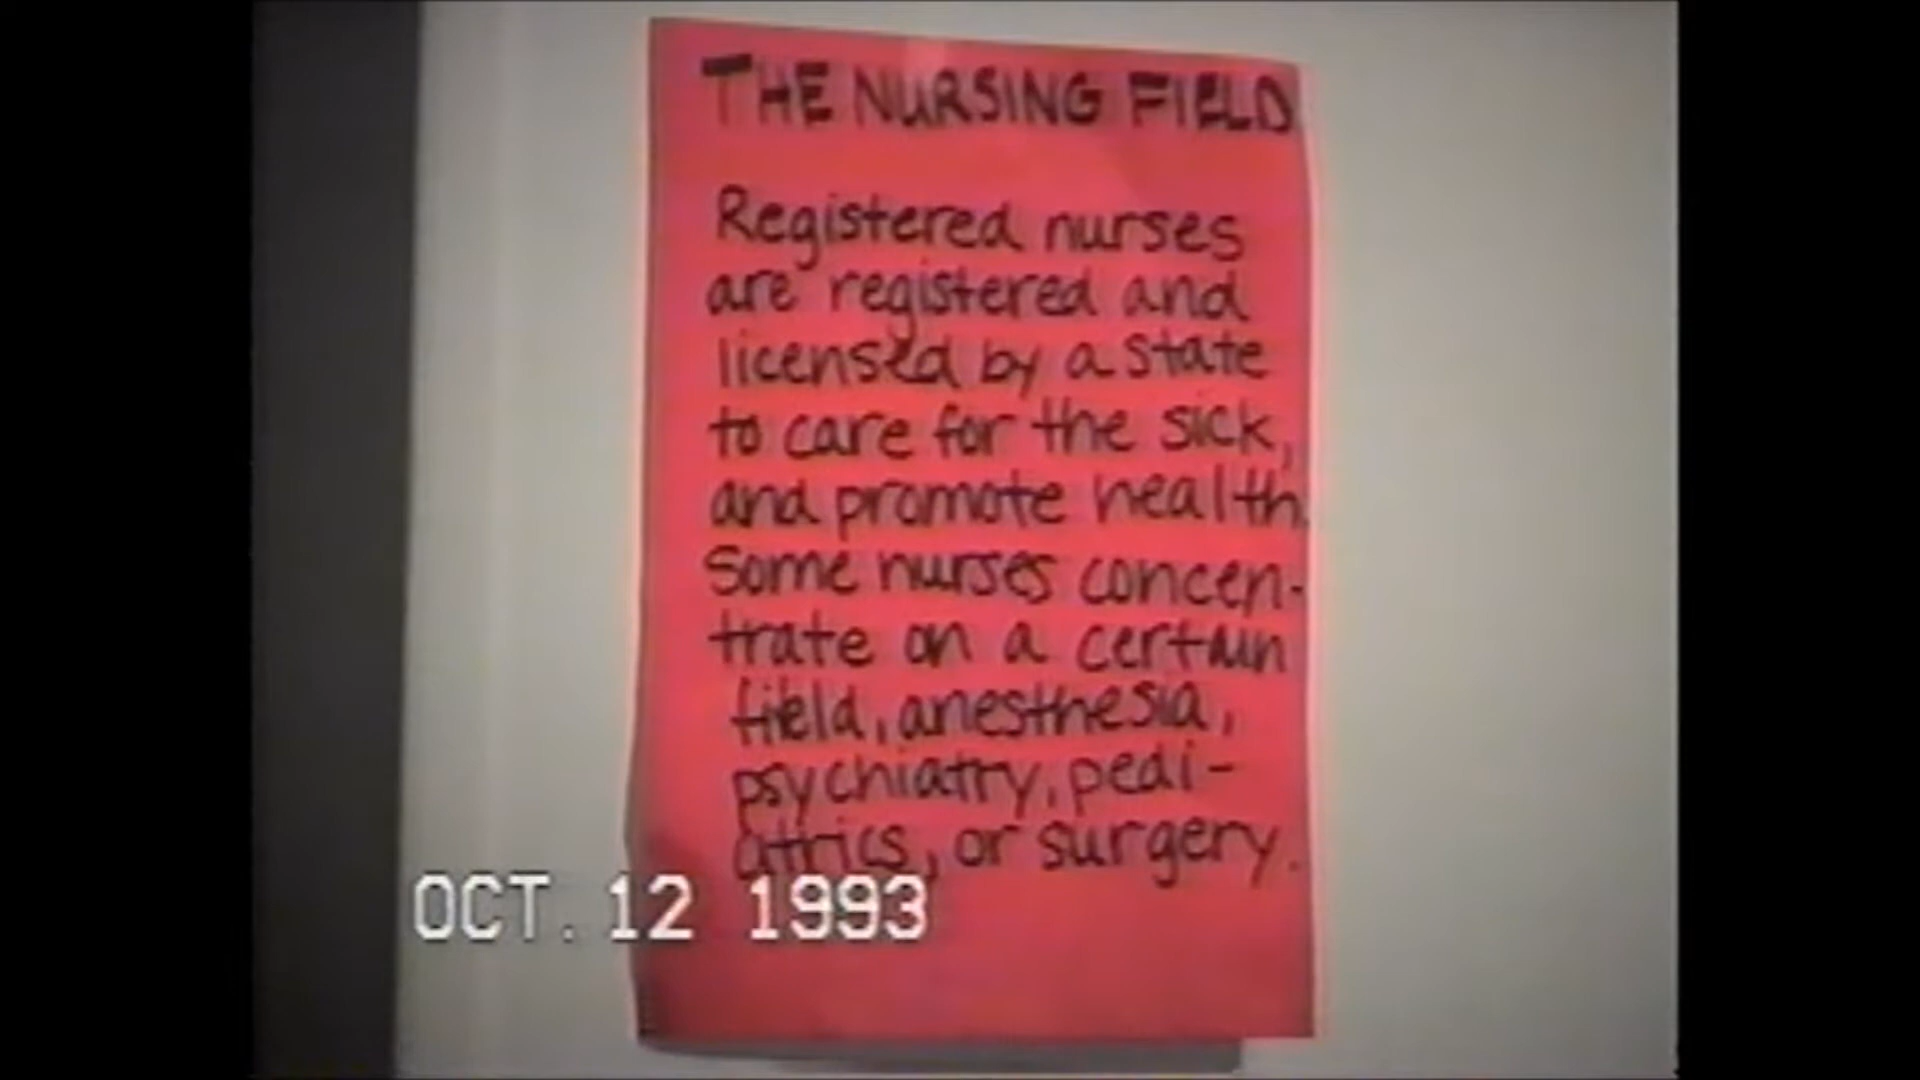 THE NURSING FIELD
Registered nurses
are registered and
licensed by a state
to care for the sick,
and promote health.
Some nurses concen-
trate on a certain
field, anesthesia,
psychiatry, pedi-
atrics, or surgery.
OCT. 12 1993